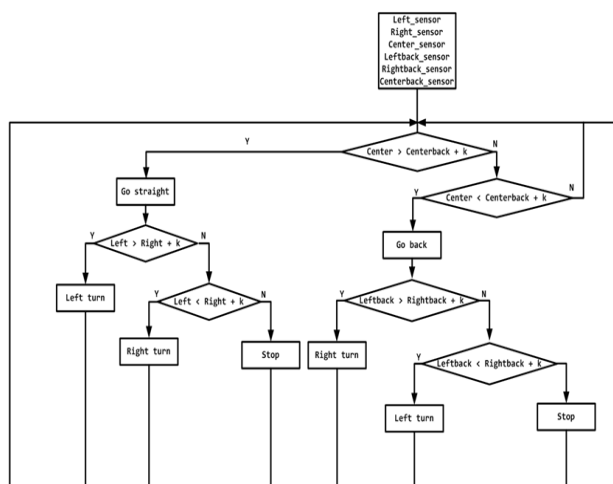 Left_sensor
Right_sensor
Center_sensor
Leftback_sensor
Rightback_sensor
Centerback_sensor
Y
Center > Centerback + k
N
Go straight
Y
Center < Centerback + k
N
Y
Left > Right + k
N
Go back
Left turn
Y
Left < Right + k
N
Y
Leftback > Rightback + k
N
Right turn
Stop
Right turn
Y
Leftback < Rightback + k
N
Left turn
Stop